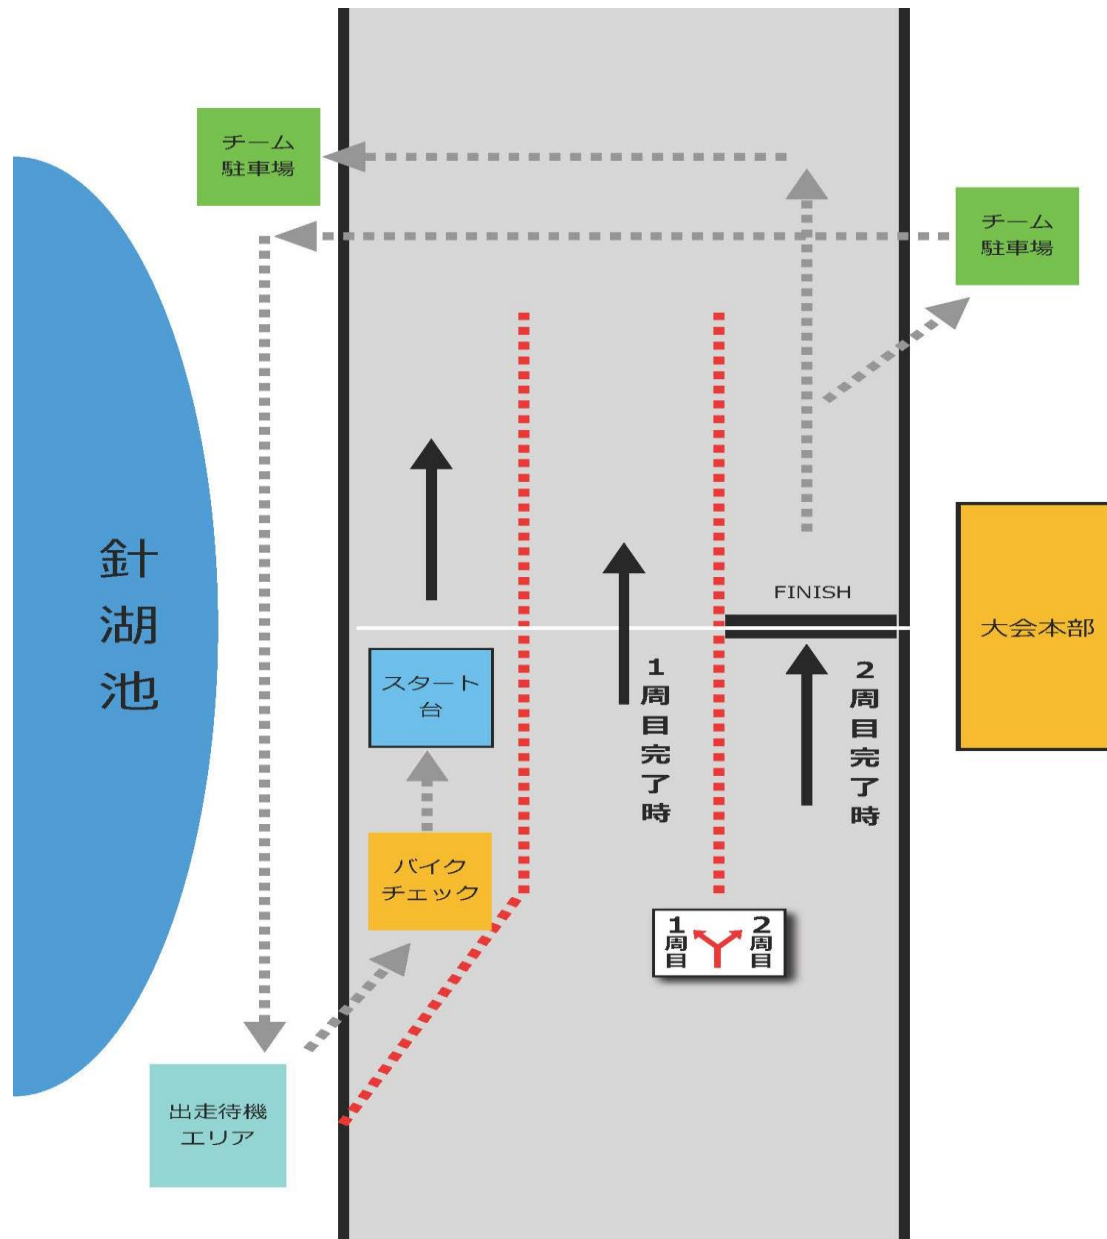 チーム
駐車場
チーム
駐車場
針湖池
FINISH
大会本部
スタート
台
1周目完了時
2周目完了時
バイク
チェック
1周目
2周目
出走待機
エリア